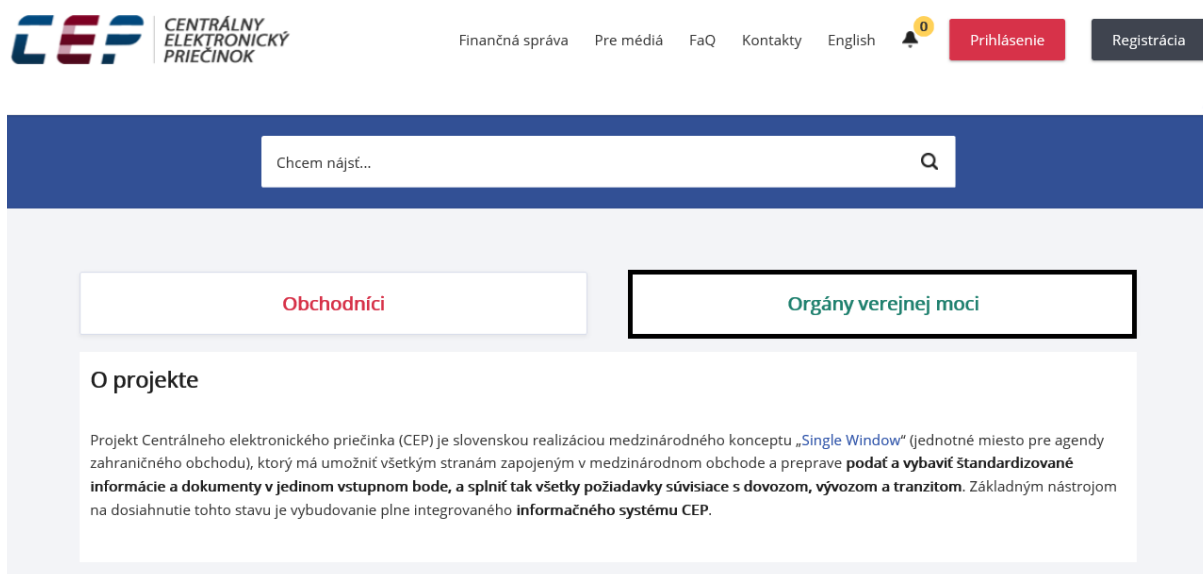 CEP
CENTRÁLNY
ELEKTRONICKÝ
PRIEČINOK
Finančná správa Pre médiá FaQ Kontakty English 0 Prihlásenie Registrácia
Chcem nájsť...
Obchodníci Orgány verejnej moci
O projekte
Projekt Centrálneho elektronického priečinka (CEP) je slovenskou realizáciou medzinárodného konceptu „Single Window“ (jednotné miesto pre agendy
zahraničného obchodu), ktorý má umožniť všetkým stranám zapojeným v medzinárodnom obchode a preprave podať a vybaviť štandardizované
informácie a dokumenty v jedinom vstupnom bode, a splniť tak všetky požiadavky súvisiace s dovozom, vývozom a tranzitom. Základným nástrojom
na dosiahnutie tohto stavu je vybudovanie plne integrovaného informačného systému CEP.